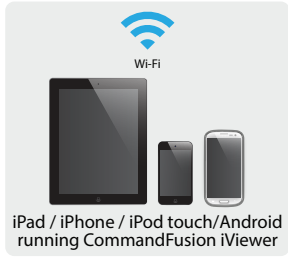 Wi-Fi
iPad / iPhone / iPod touch/Android
running CommandFusion iViewer